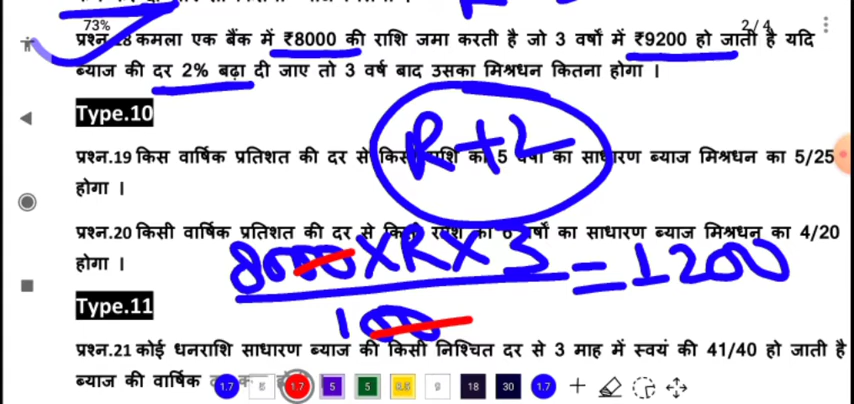 73%
2/4
प्रश्न.18 कमला एक बैंक में ₹8000 की राशि जमा करती है जो 3 वर्षों में ₹9200 हो जाती है यदि
ब्याज की दर 2% बढ़ा दी जाए तो 3 वर्ष बाद उसका मिश्रधन कितना होगा ।
Type.10
R+2
प्रश्न.19 किस वार्षिक प्रतिशत की दर से किसी राशि का 5 वर्षों का साधारण ब्याज मिश्रधन का 5/25
होगा ।
प्रश्न.20 किसी वार्षिक प्रतिशत की दर से किसी राशि का 6 वर्षों का साधारण ब्याज मिश्रधन का 4/20
होगा ।
8000×R×3
100
=1200
Type.11
प्रश्न.21 कोई धनराशि साधारण ब्याज की किसी निश्चित दर से 3 माह में स्वयं की 41/40 हो जाती है
ब्याज की वार्षिक
1.7 5 1.7 5 5 5.5 9 18 30 1.7